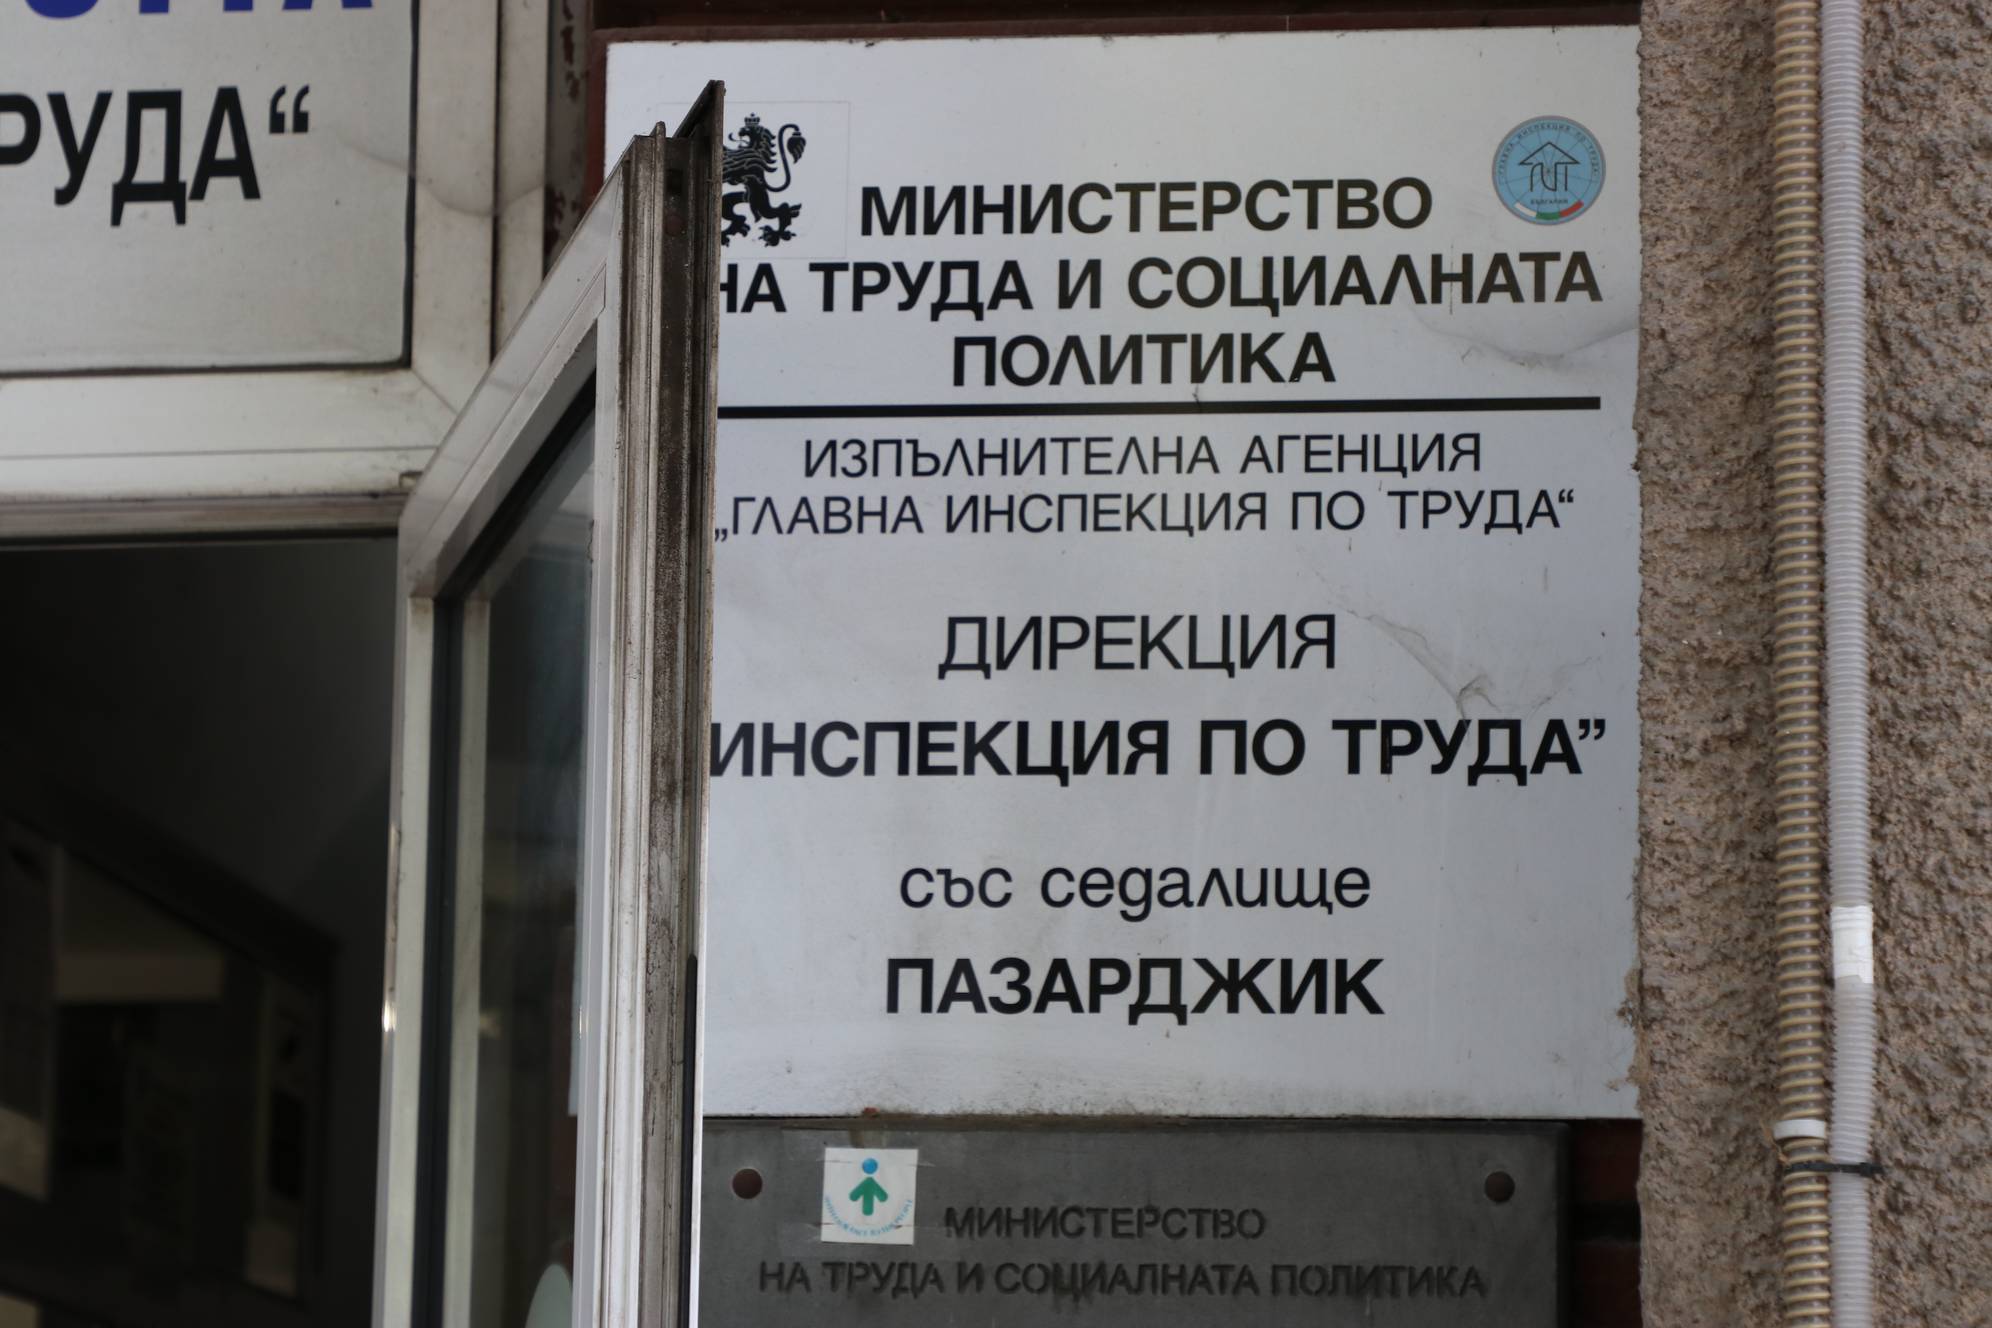 РУДА“
МИНИСТЕРСТВО
НА ТРУДА И СОЦИАЛНАТА
ПОЛИТИКА
ИЗПЪЛНИТЕЛНА АГЕНЦИЯ
„ГЛАВНА ИНСПЕКЦИЯ ПО ТРУДА“
ДИРЕКЦИЯ
ИНСПЕКЦИЯ ПО ТРУДА”
със седалище
ПАЗАРДЖИК
МИНИСТЕРСТВО
НА ТРУДА И СОЦИАЛНАТА ПОЛИТИКА